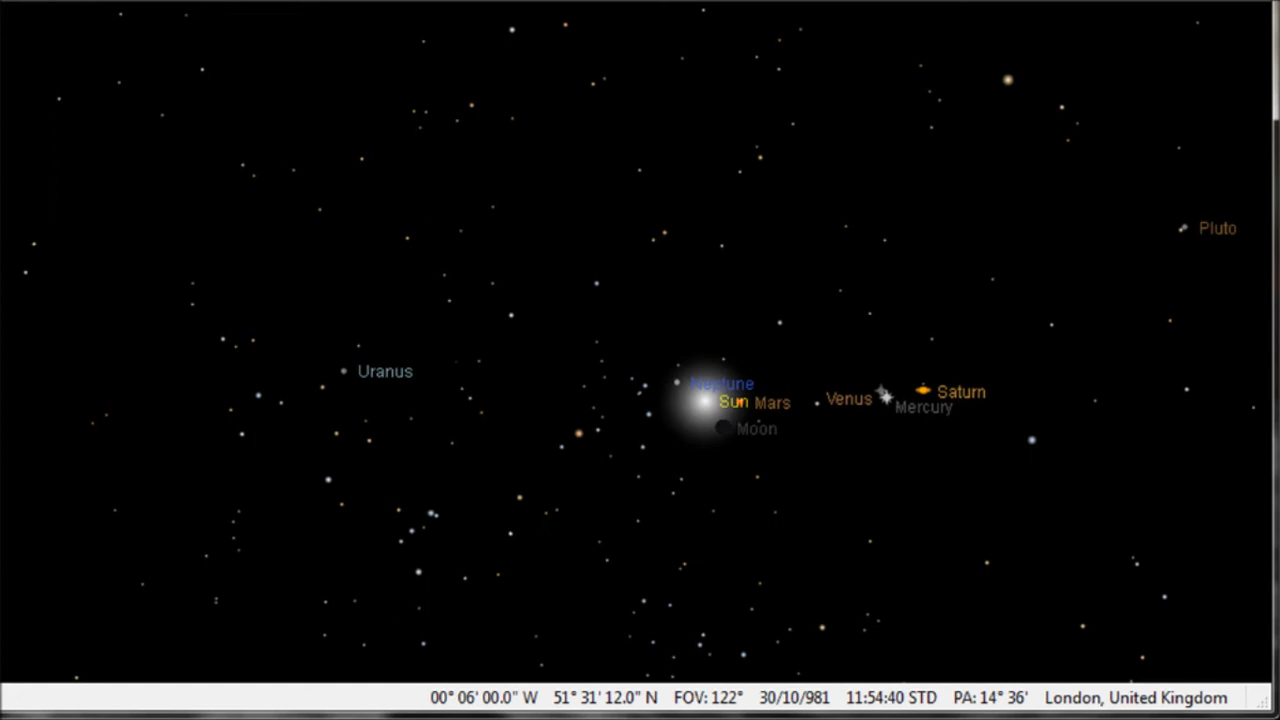 Pluto
Uranus
Neptune
Sun
Mars
Venus
Saturn
Mercury
Moon
00° 06' 00.0" W 51° 31' 12.0" N FOV: 122° 30/10/981 11:54:40 STD PA: 14° 36' London, United Kingdom